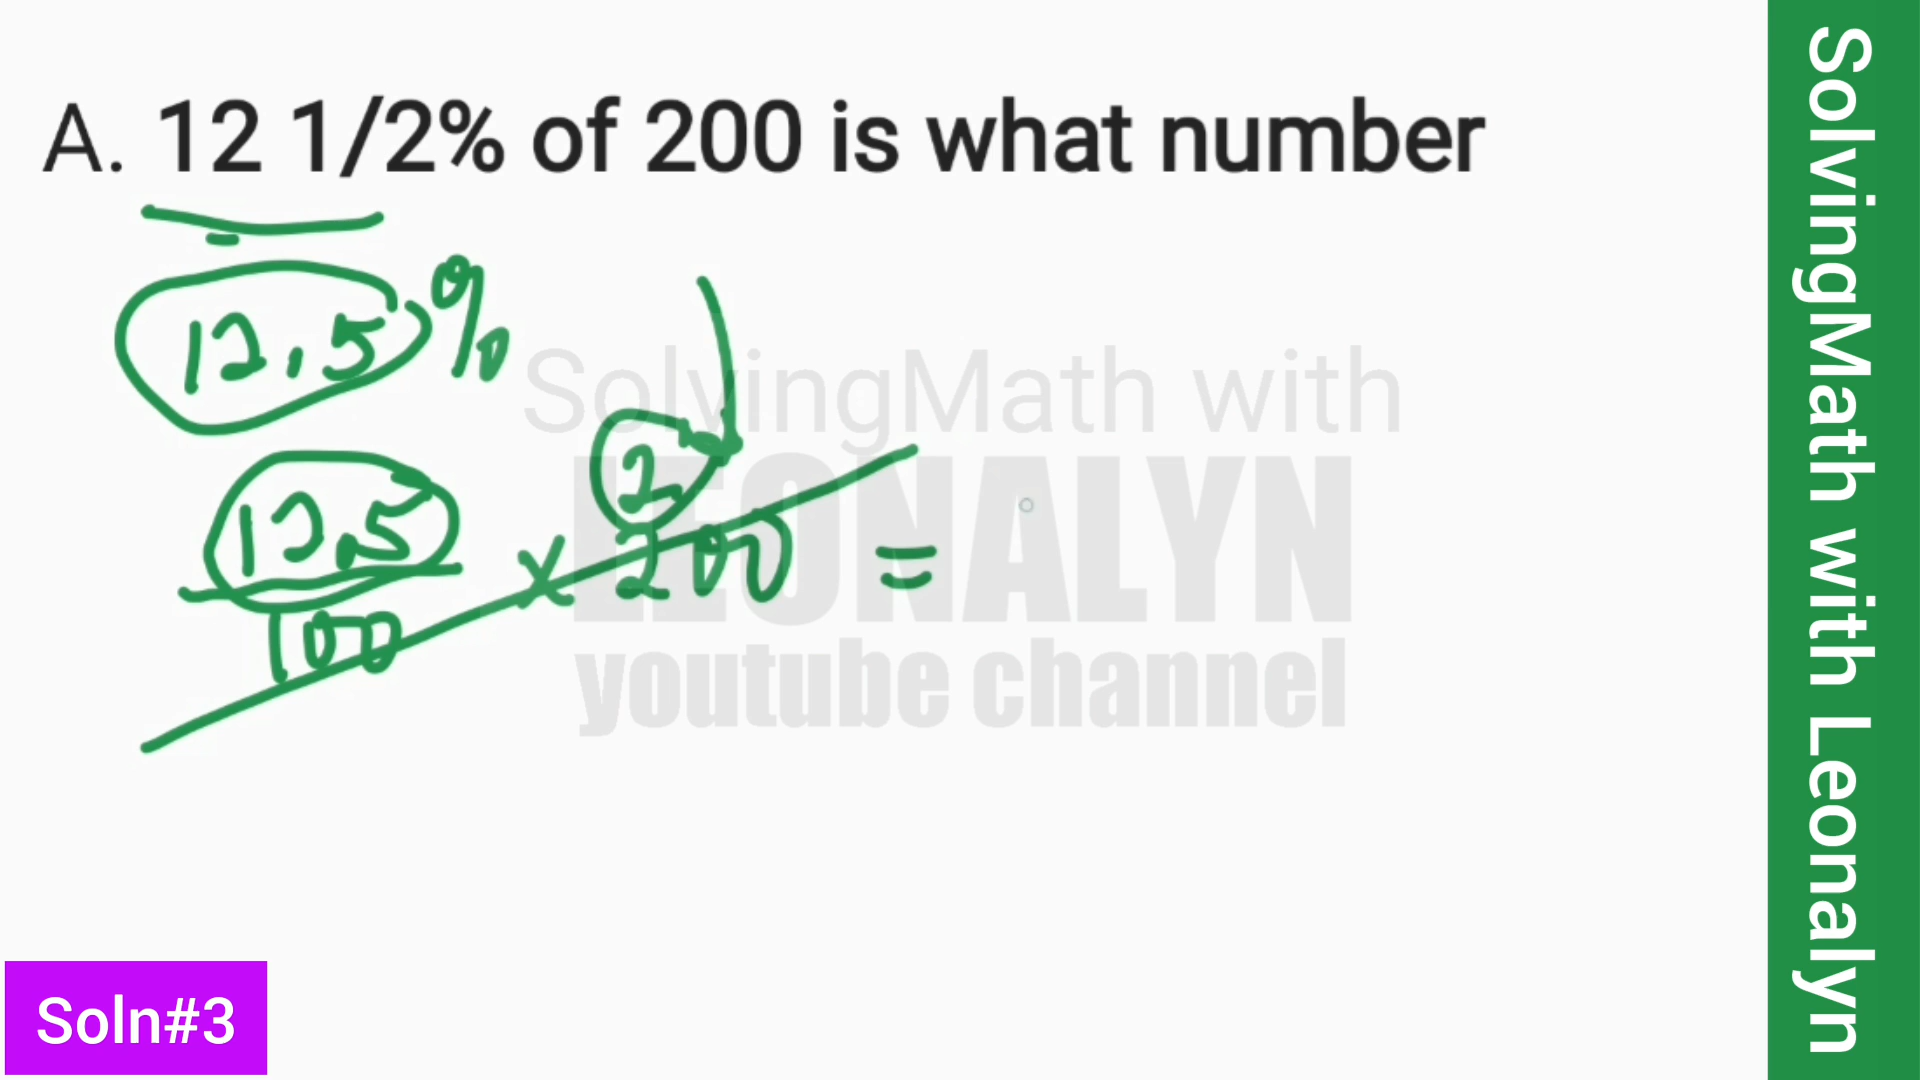 A. 12 1/2% of 200 is what number
12.5%
2
12.5
× 200 =
100
SolvingMath with
LEONALYN
youtube channel
Soln#3
SolvingMath with Leonalyn